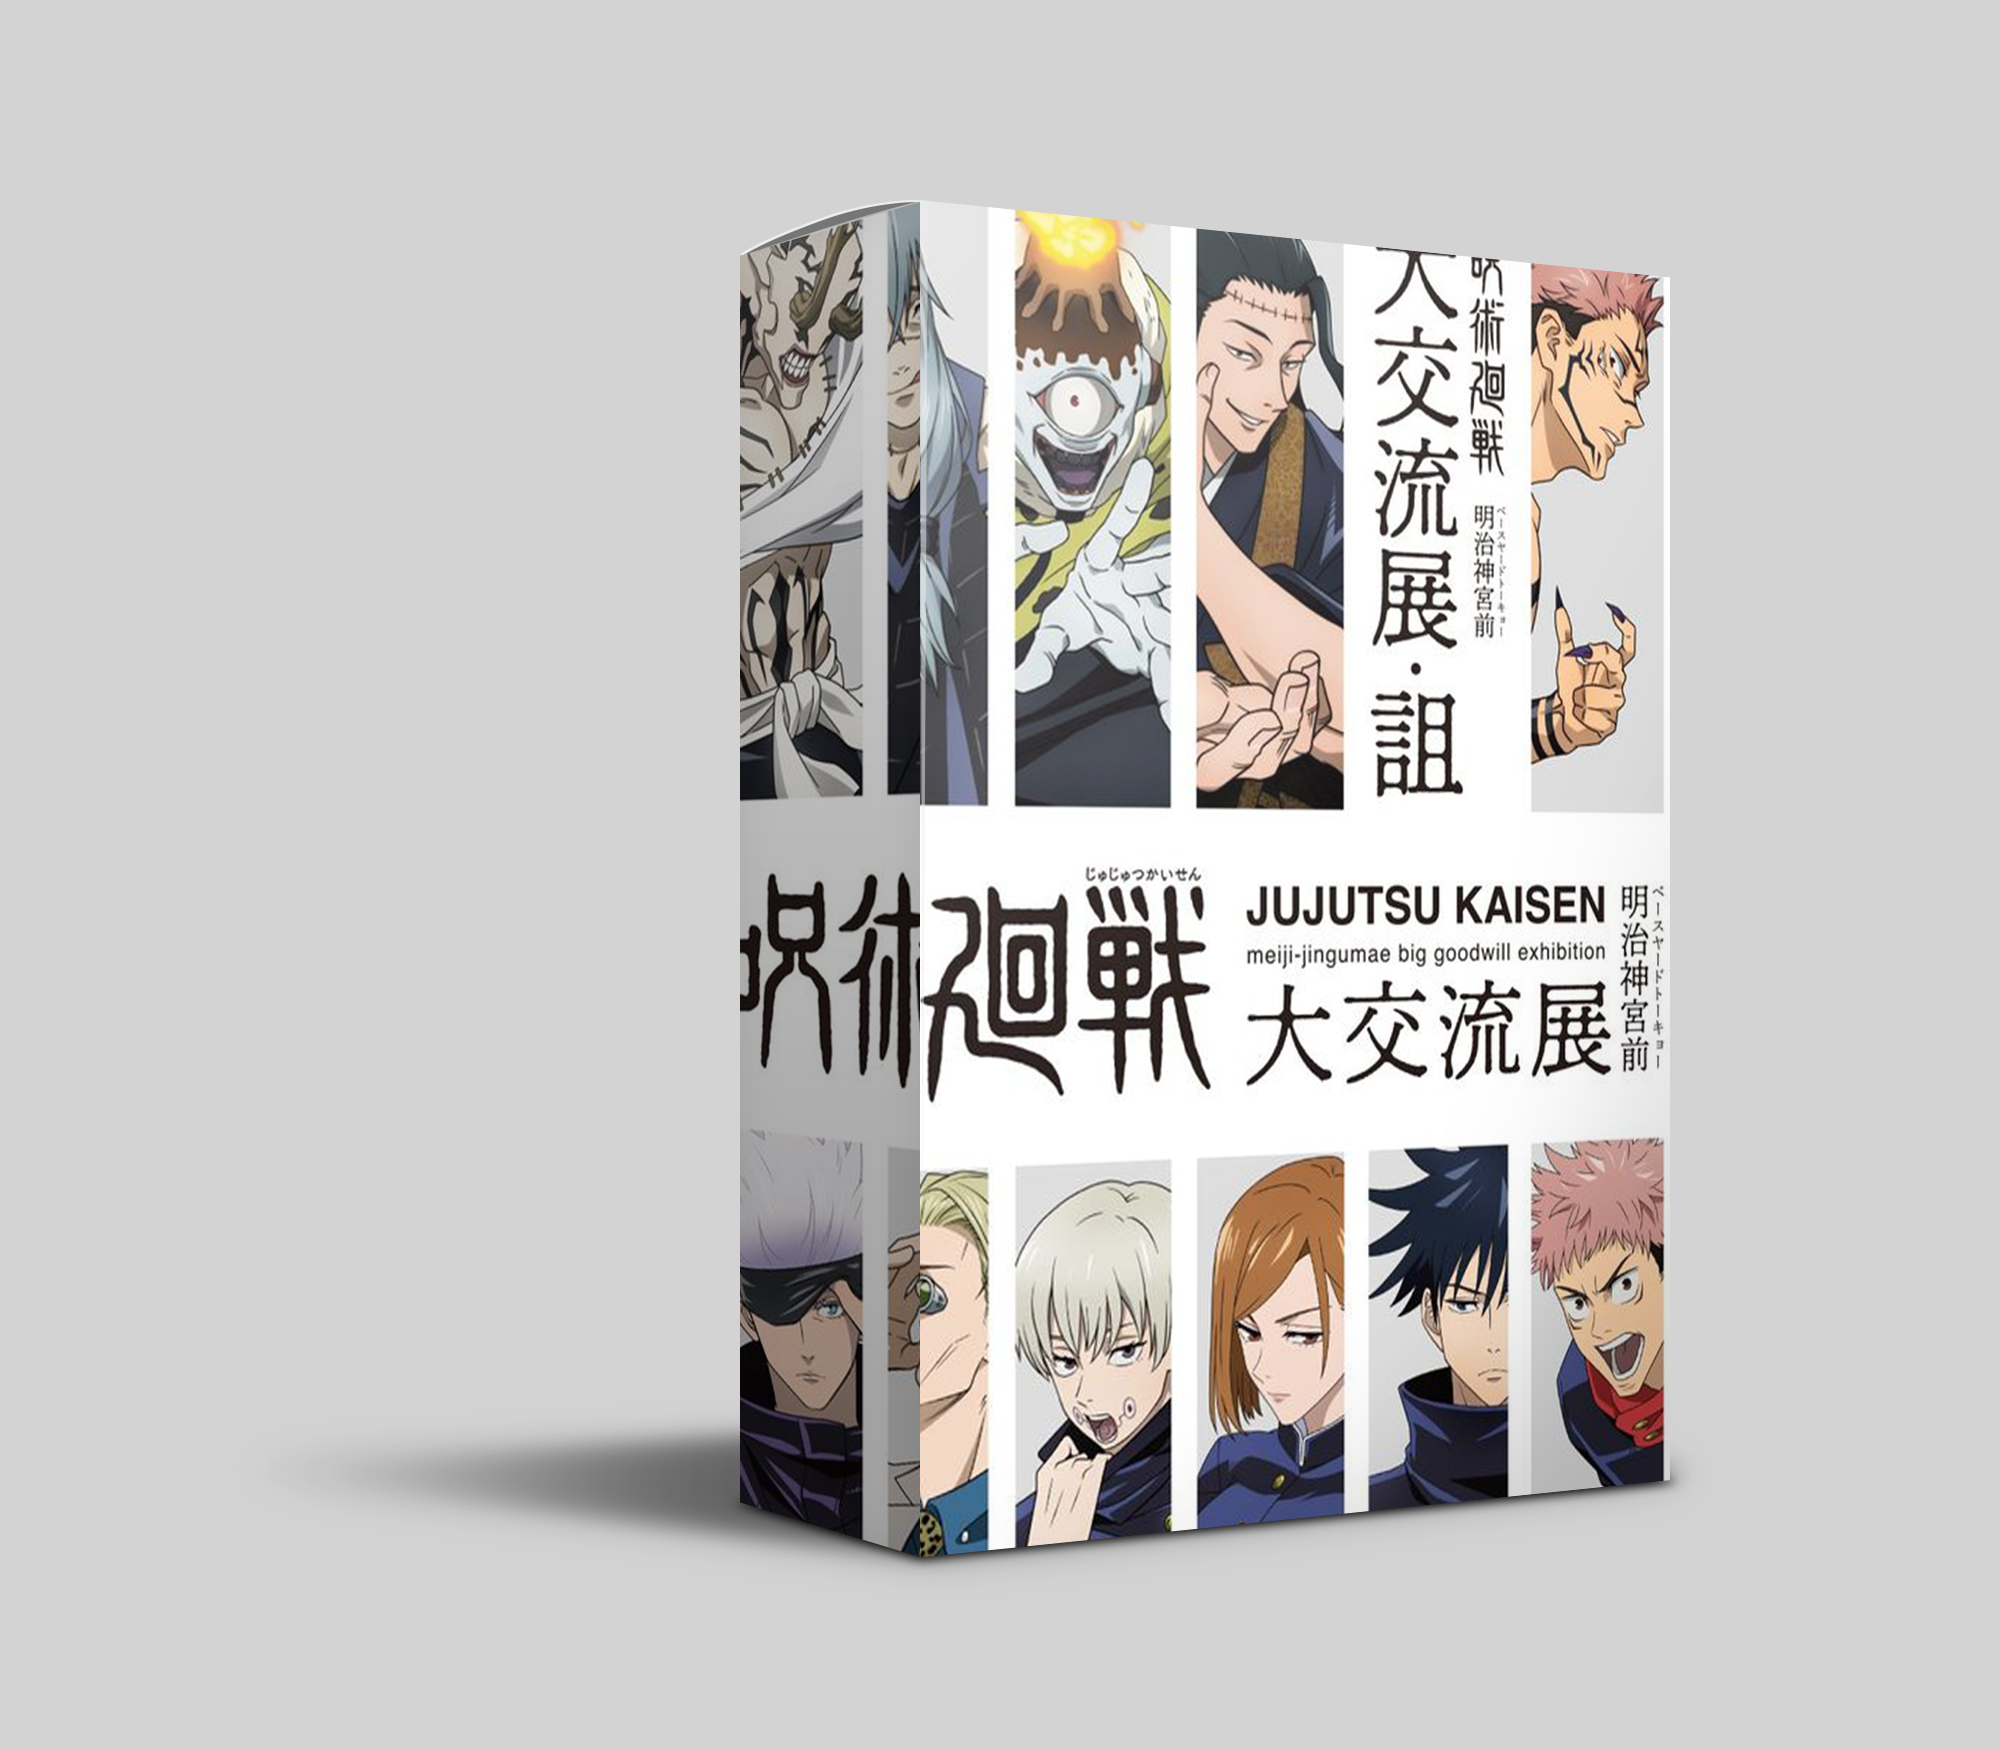 呪術廻戦
明治神宮前
ベースヤードトーキョー
大交流展・詛
じゅじゅつかいせん
呪術廻戦
JUJUTSU KAISEN
meiji-jingumae big goodwill exhibition
大交流展
明治神宮前
ベースヤードトーキョー